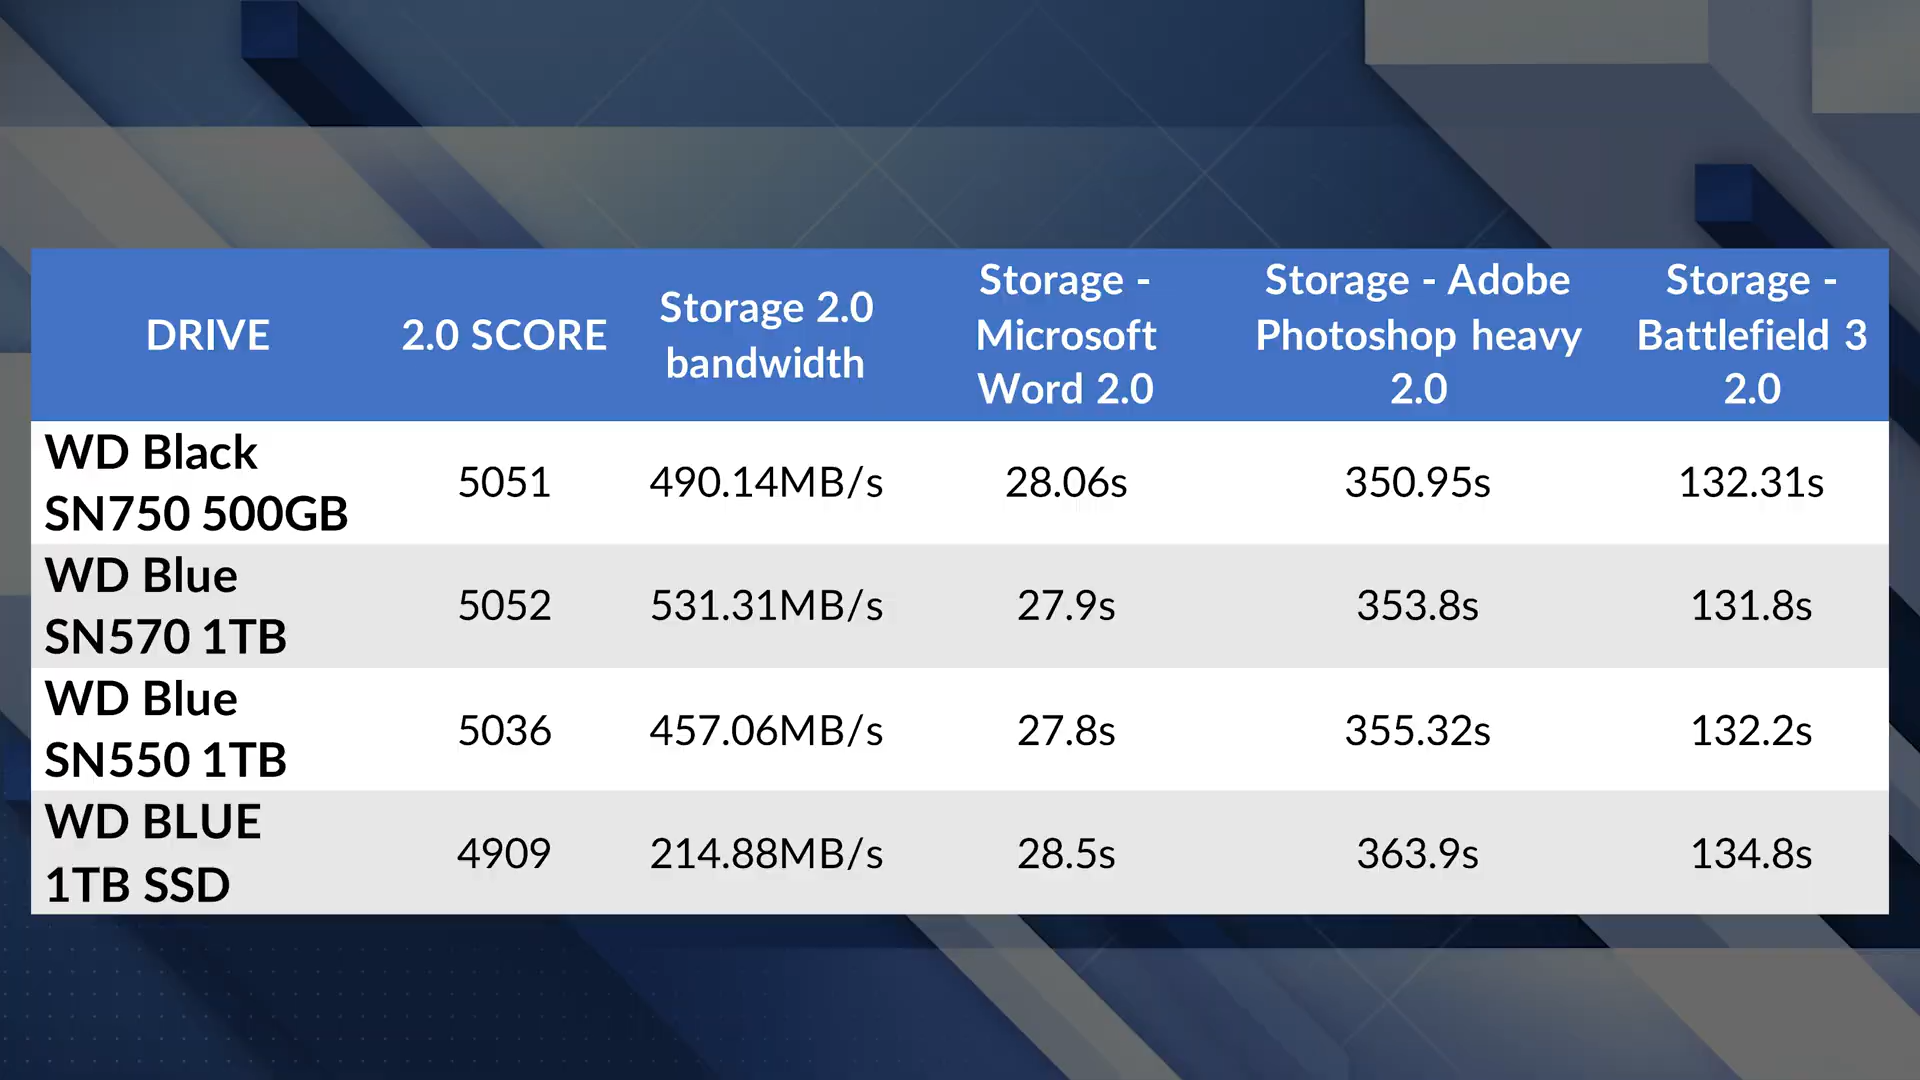 DRIVE
2.0 SCORE
Storage 2.0
bandwidth
Storage -
Microsoft
Word 2.0
Storage - Adobe
Photoshop heavy
2.0
Storage -
Battlefield 3
2.0
WD Black
SN750 500GB
5051
490.14MB/s
28.06s
350.95s
132.31s
WD Blue
SN570 1TB
5052
531.31MB/s
27.9s
353.8s
131.8s
WD Blue
SN550 1TB
5036
457.06MB/s
27.8s
355.32s
132.2s
WD BLUE
1TB SSD
4909
214.88MB/s
28.5s
363.9s
134.8s